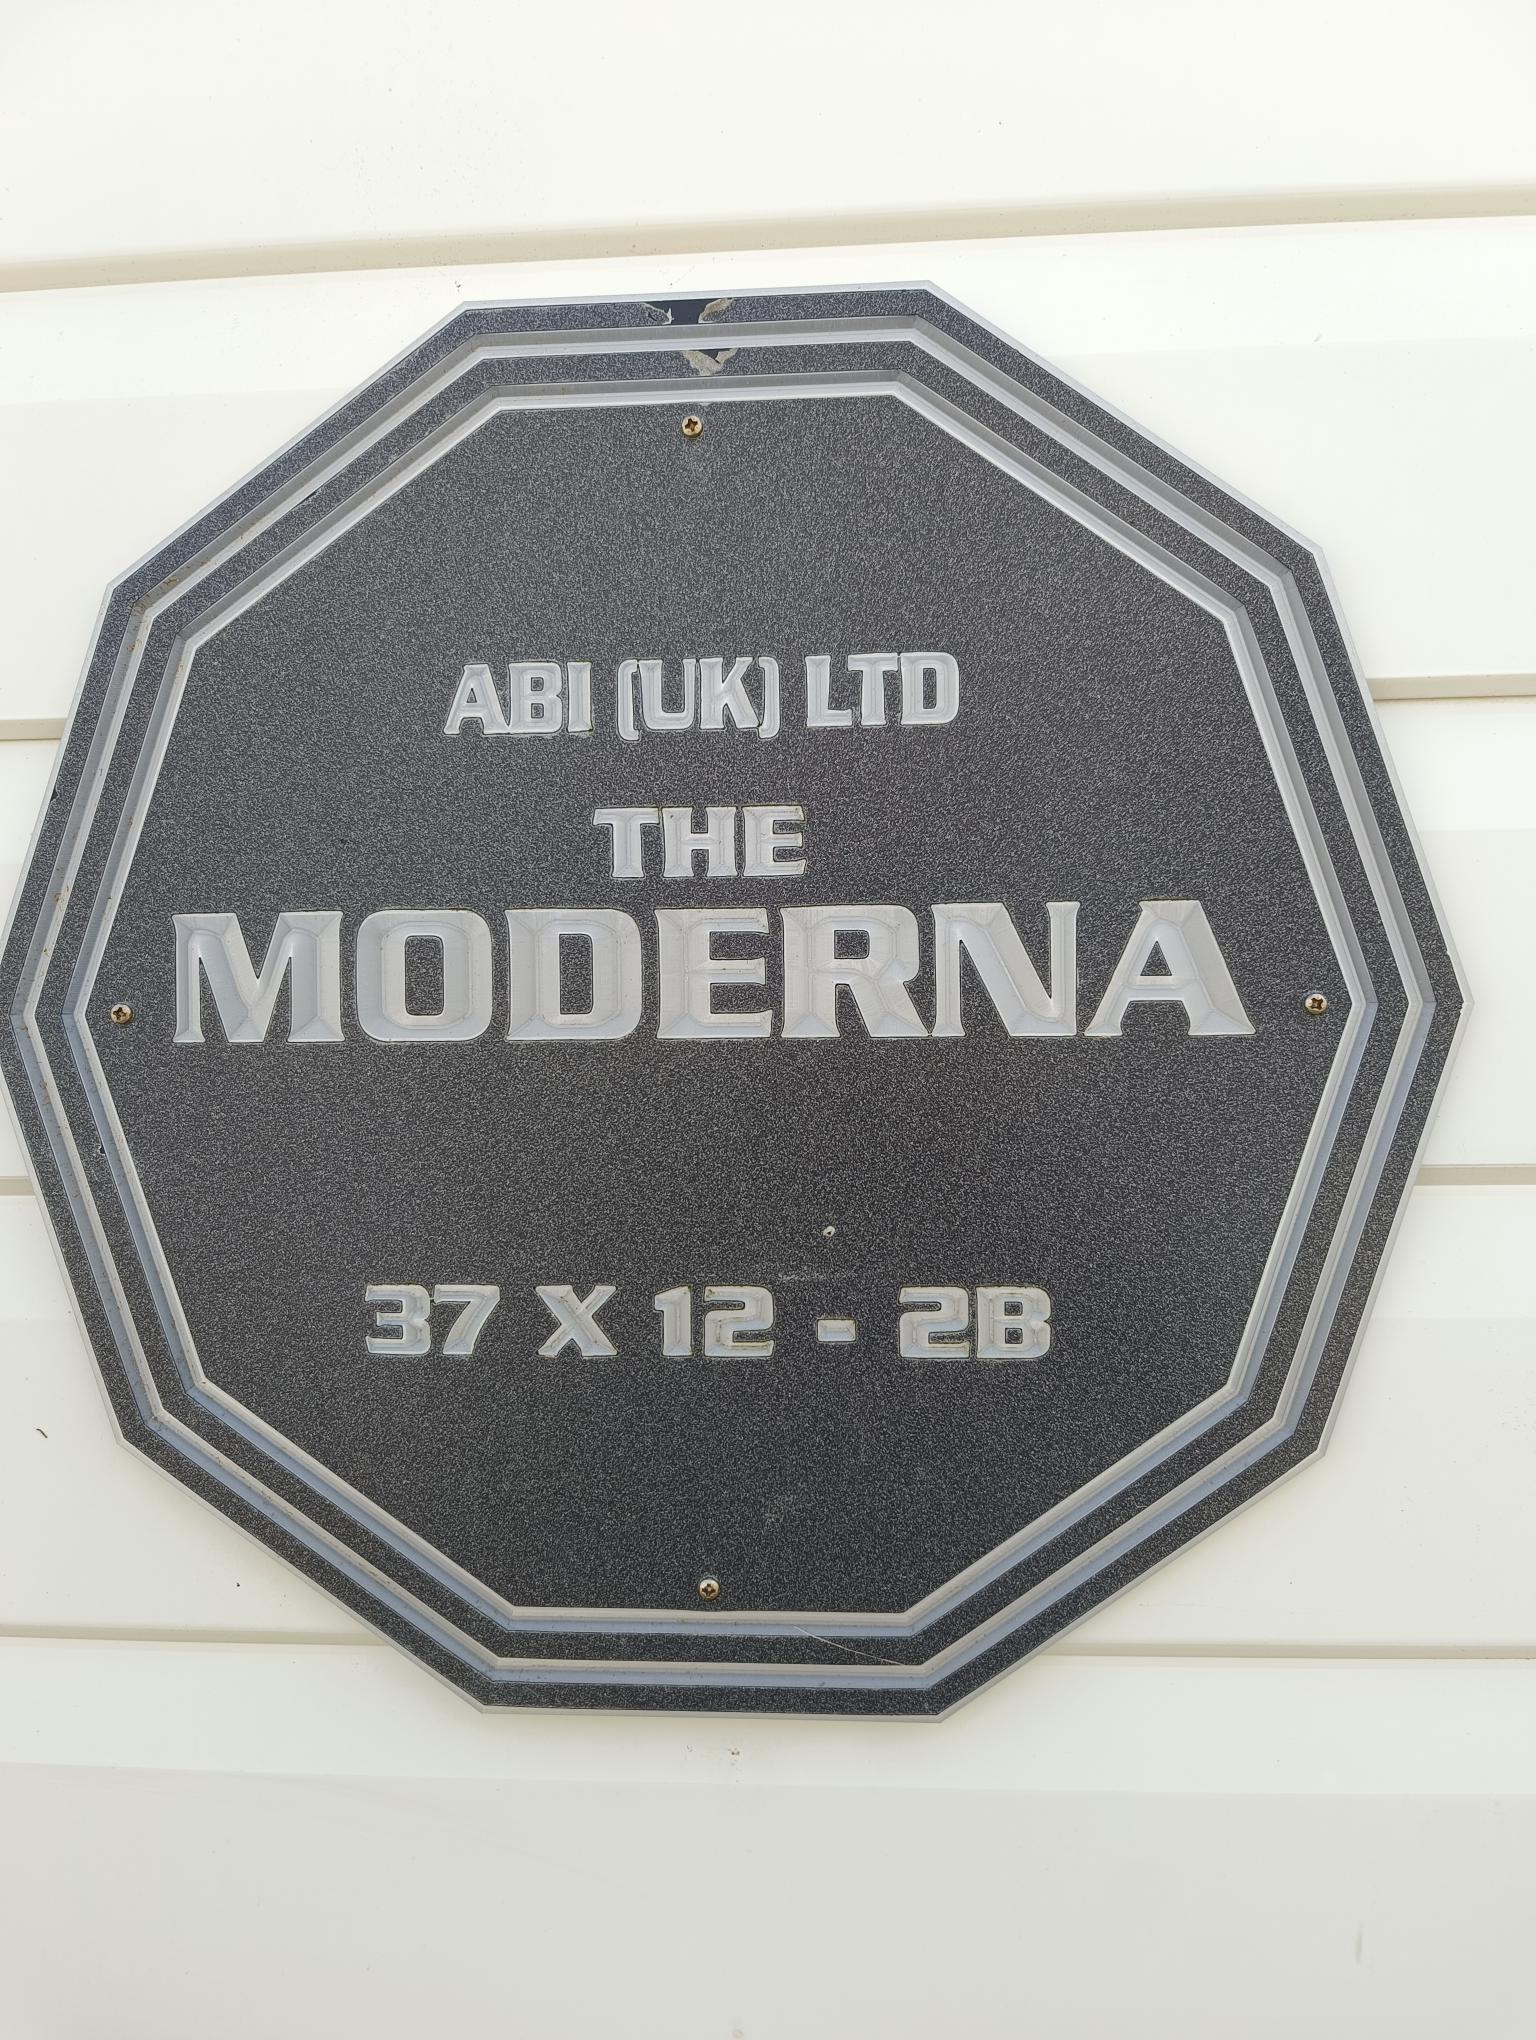 ABI (UK) LTD
THE
MODERNA
37 X 12 - 2B